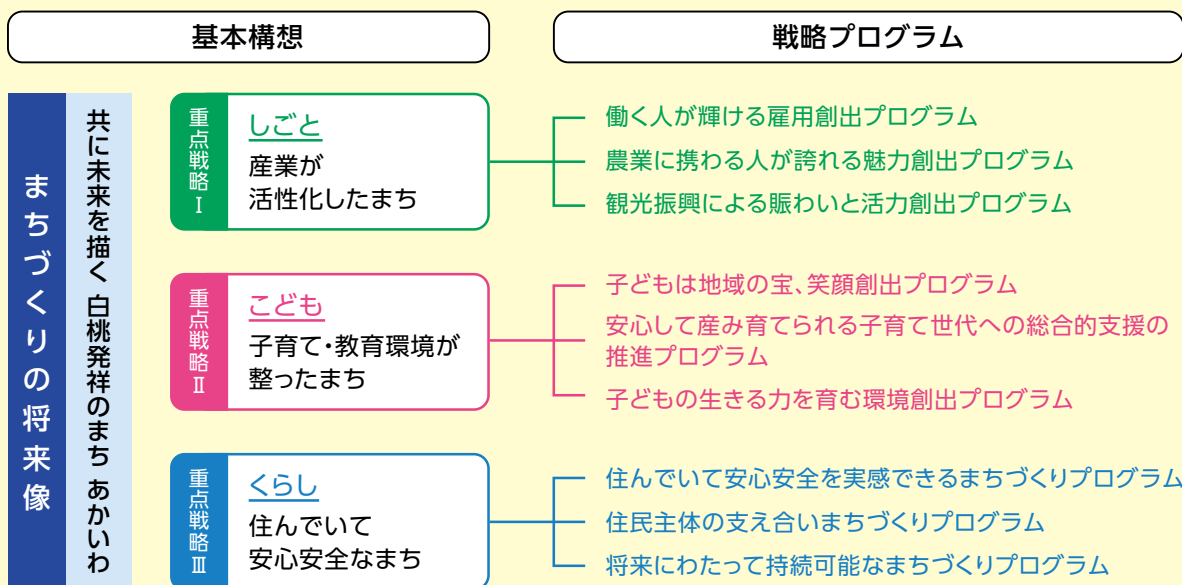 基本構想
戦略プログラム
まちづくりの将来像
共に未来を描く 白桃発祥のまち あかいわ
重点戦略Ⅰ
しごと
産業が
活性化したまち
働く人が輝ける雇用創出プログラム
農業に携わる人が誇れる魅力創出プログラム
観光振興による賑わいと活力創出プログラム
重点戦略Ⅱ
こども
子育て・教育環境が
整ったまち
子どもは地域の宝、笑顔創出プログラム
安心して産み育てられる子育て世代への総合的支援の
推進プログラム
子どもの生きる力を育む環境創出プログラム
重点戦略Ⅲ
くらし
住んでいて
安心安全なまち
住んでいて安心安全を実感できるまちづくりプログラム
住民主体の支え合いまちづくりプログラム
将来にわたって持続可能なまちづくりプログラム